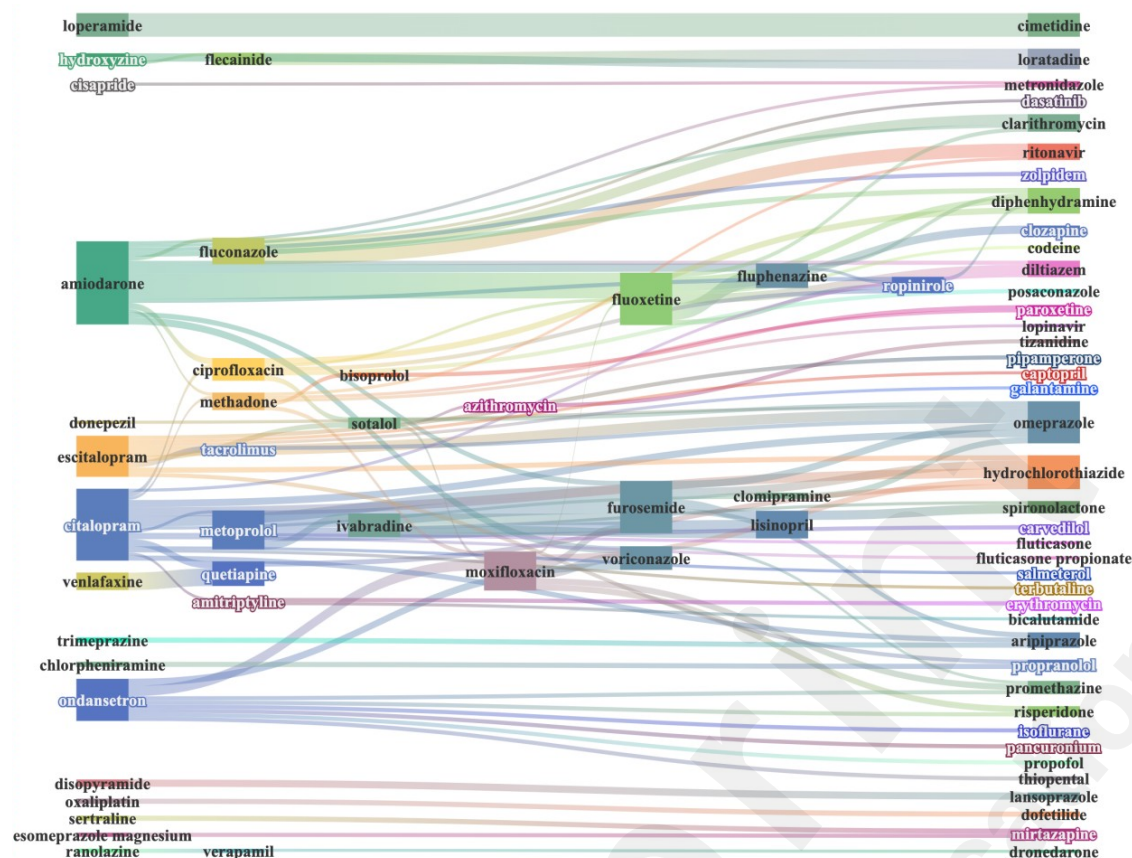 loperamide
cimetidine
hydroxyzine
flecainide
loratadine
cisapride
metronidazole
dasatinib
clarithromycin
ritonavir
zolpidem
diphenhydramine
clozapine
fluconazole
codeine
diltiazem
amiodarone
fluoxetine
fluphenazine
ropinirole
posaconazole
paroxetine
lopinavir
tizanidine
pipamperone
ciprofloxacin
bisoprolol
captopril
galantamine
methadone
azithromycin
donepezil
sotalol
omeprazole
escitalopram
tacrolimus
hydrochlorothiazide
clomipramine
furosemide
spironolactone
citalopram
metoprolol
ivabradine
lisinopril
carvedilol
fluticasone
voriconazole
fluticasone propionate
moxifloxacin
salmeterol
venlafaxine
quetiapine
terbutaline
amitriptyline
erythromycin
bicalutamide
trimeprazine
aripiprazole
chlorpheniramine
propranolol
promethazine
ondansetron
risperidone
isoflurane
pancuronium
propofol
thiopental
disopyramide
lansoprazole
oxaliplatin
dofetilide
sertraline
esomeprazole magnesium
mirtazapine
ranolazine
verapamil
dronedarone